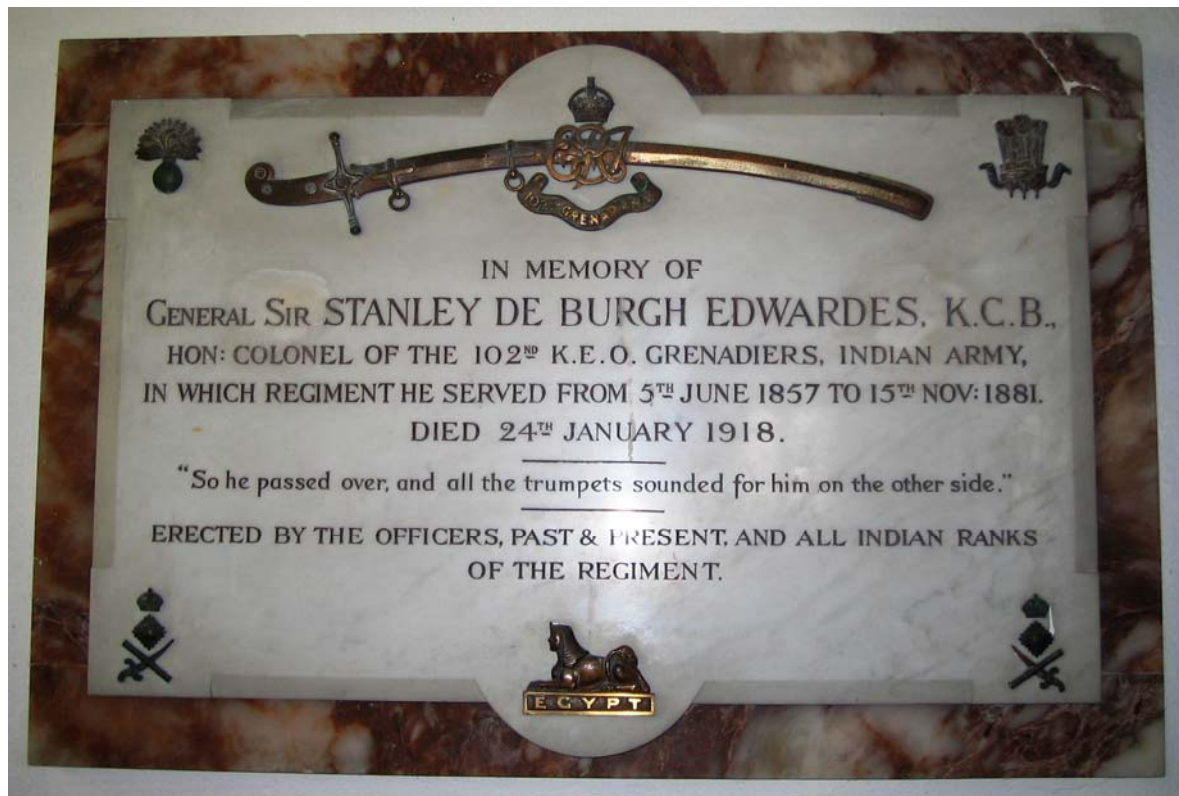 102ND GRENADIERS
IN MEMORY OF
GENERAL SIR STANLEY DE BURGH EDWARDES, K.C.B.,
HON: COLONEL OF THE 102ND K.E.O. GRENADIERS, INDIAN ARMY,
IN WHICH REGIMENT HE SERVED FROM 5TH JUNE 1857 TO 15TH NOV: 1881.
DIED 24TH JANUARY 1918.
"So he passed over, and all the trumpets sounded for him on the other side."
ERECTED BY THE OFFICERS, PAST & PRESENT, AND ALL INDIAN RANKS
OF THE REGIMENT.
EGYPT